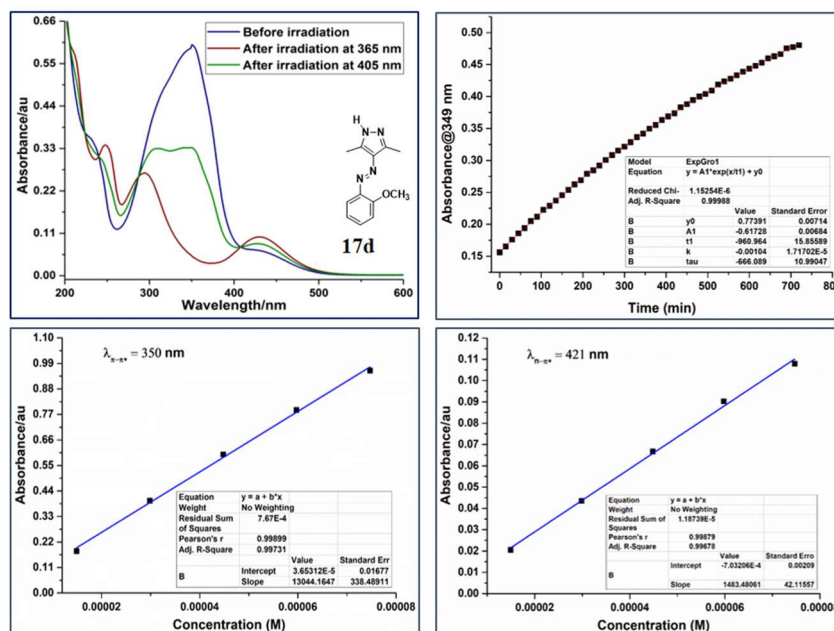 0.66
0.55
0.44
0.33
0.22
0.11
0.00
Absorbance/au
Before irradiation
After irradiation at 365 nm
After irradiation at 405 nm
H
N
N
N
N
OCH₃
17d
200 300 400 500 600
Wavelength/nm
0.50
0.45
0.40
0.35
0.30
0.25
0.20
0.15
Absorbance@349 nm
Model ExpGro1
Equation y = A1*exp(x/t1) + y0
Reduced Chi- 1.15254E-6
Adj. R-Square 0.99988
Value Standard Error
B y0 0.77391 0.00714
B A1 -0.61728 0.00684
B t1 -960.964 15.85589
B k -0.00104 1.71702E-5
B tau -666.089 10.99047
0 100 200 300 400 500 600 700 800
Time (min)
1.10
0.99
0.88
0.77
0.66
0.55
0.44
0.33
0.22
0.11
0.00
Absorbance/au
λπ-π* = 350 nm
Equation y = a + b*x
Weight No Weighting
Residual Sum of Squares 7.67E-4
Pearson's r 0.99899
Adj. R-Square 0.99731
Value Standard Err
B Intercept 3.65312E-5 0.01677
Slope 13044.1647 338.48911
0.00002 0.00004 0.00006 0.00008
Concentration (M)
0.12
0.11
0.10
0.09
0.08
0.07
0.06
0.05
0.04
0.03
0.02
0.01
0.00
Absorbance/au
λn-π* = 421 nm
Equation y = a + b*x
Weight No Weighting
Residual Sum of Squares 1.18739E-5
Pearson's r 0.99879
Adj. R-Square 0.99678
Value Standard Erro
B Intercept -7.03206E-4 0.00209
Slope 1483.48061 42.11557
0.00002 0.00004 0.00006 0.00008
Concentration (M)